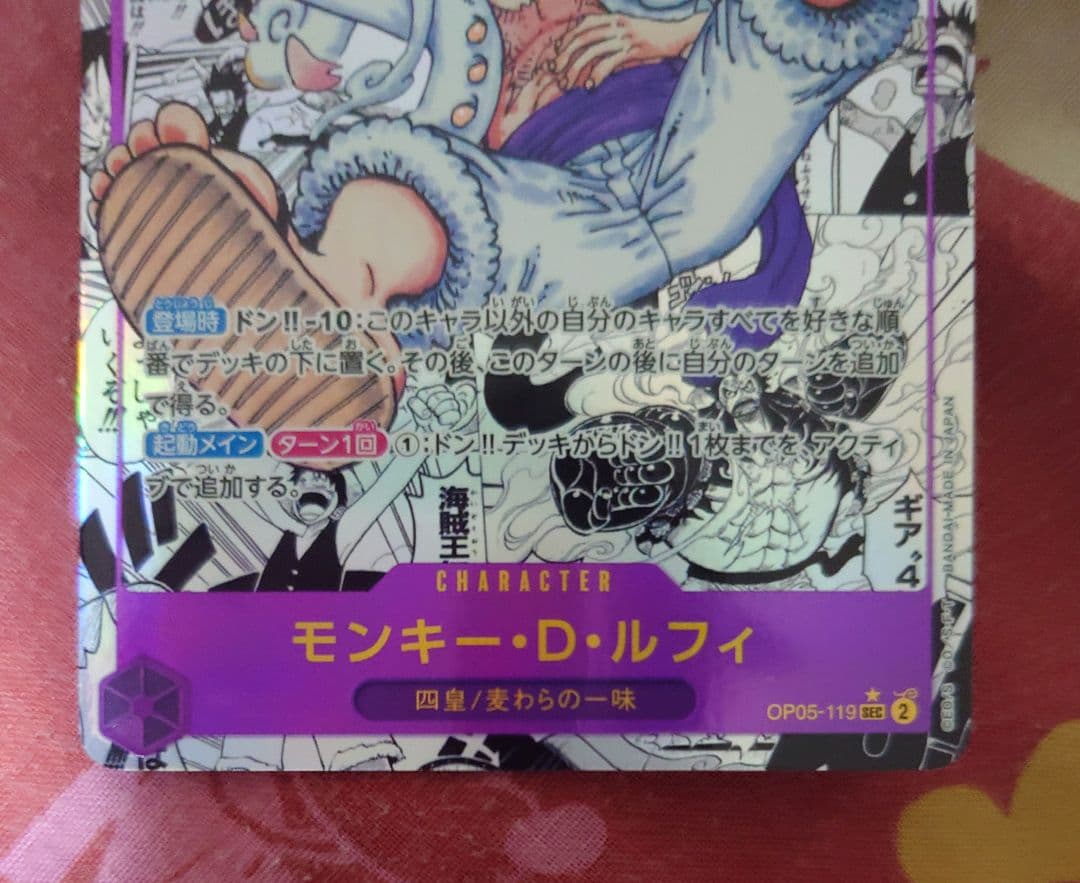 登場時 ドン!!-10:このキャラ以外の自分のキャラすべてを好きな順
番でデッキの下に置く。その後、このターンの後に自分のターンを追加
で得る。
起動メイン ターン1回 ①:ドン!!デッキからドン!!1枚までを、アクティ
ブで追加する。
いくぞ!!!
海賊王
ギア"4
CHARACTER
モンキー・D・ルフィ
四皇/麦わらの一味
OP05-119 SEC 2
BANDAI・MADE IN JAPAN